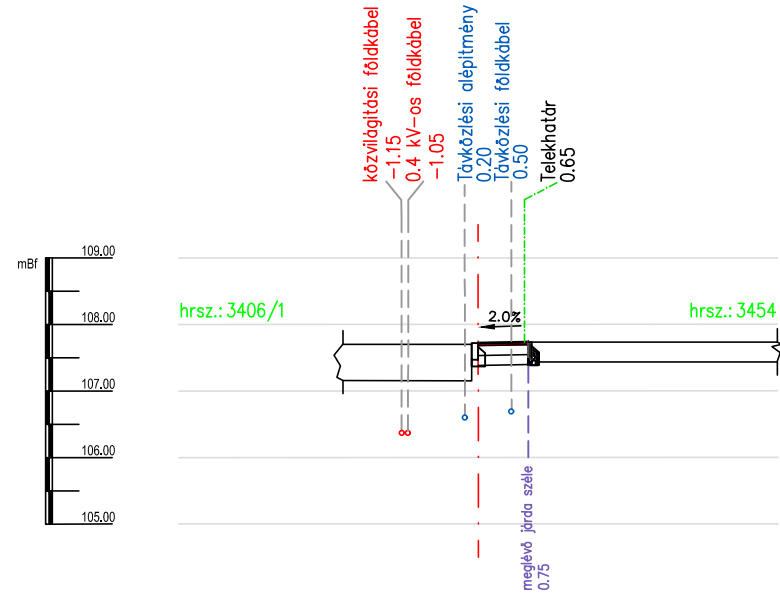 közvilágítási földkábel
-1.15
0.4 kV-os földkábel
-1.05
Távközlési alépítmény
0.20
Távközlési földkábel
0.50
Telekhatár
0.65
mBf
109.00
108.00
107.00
106.00
105.00
hrsz.: 3406/1
2.0%
hrsz.: 3454
meglévő járda széle
0.75